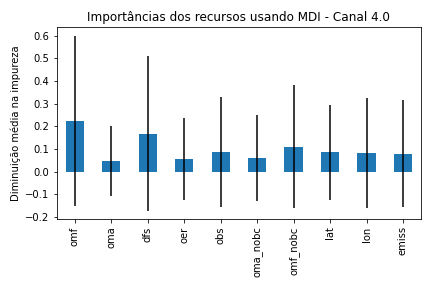 Importâncias dos recursos usando MDI - Canal 4.0
Diminuição média na impureza
0.6
0.5
0.4
0.3
0.2
0.1
0.0
−0.1
−0.2
omf
oma
dfs
oer
obs
oma_nobc
omf_nobc
lat
lon
emiss